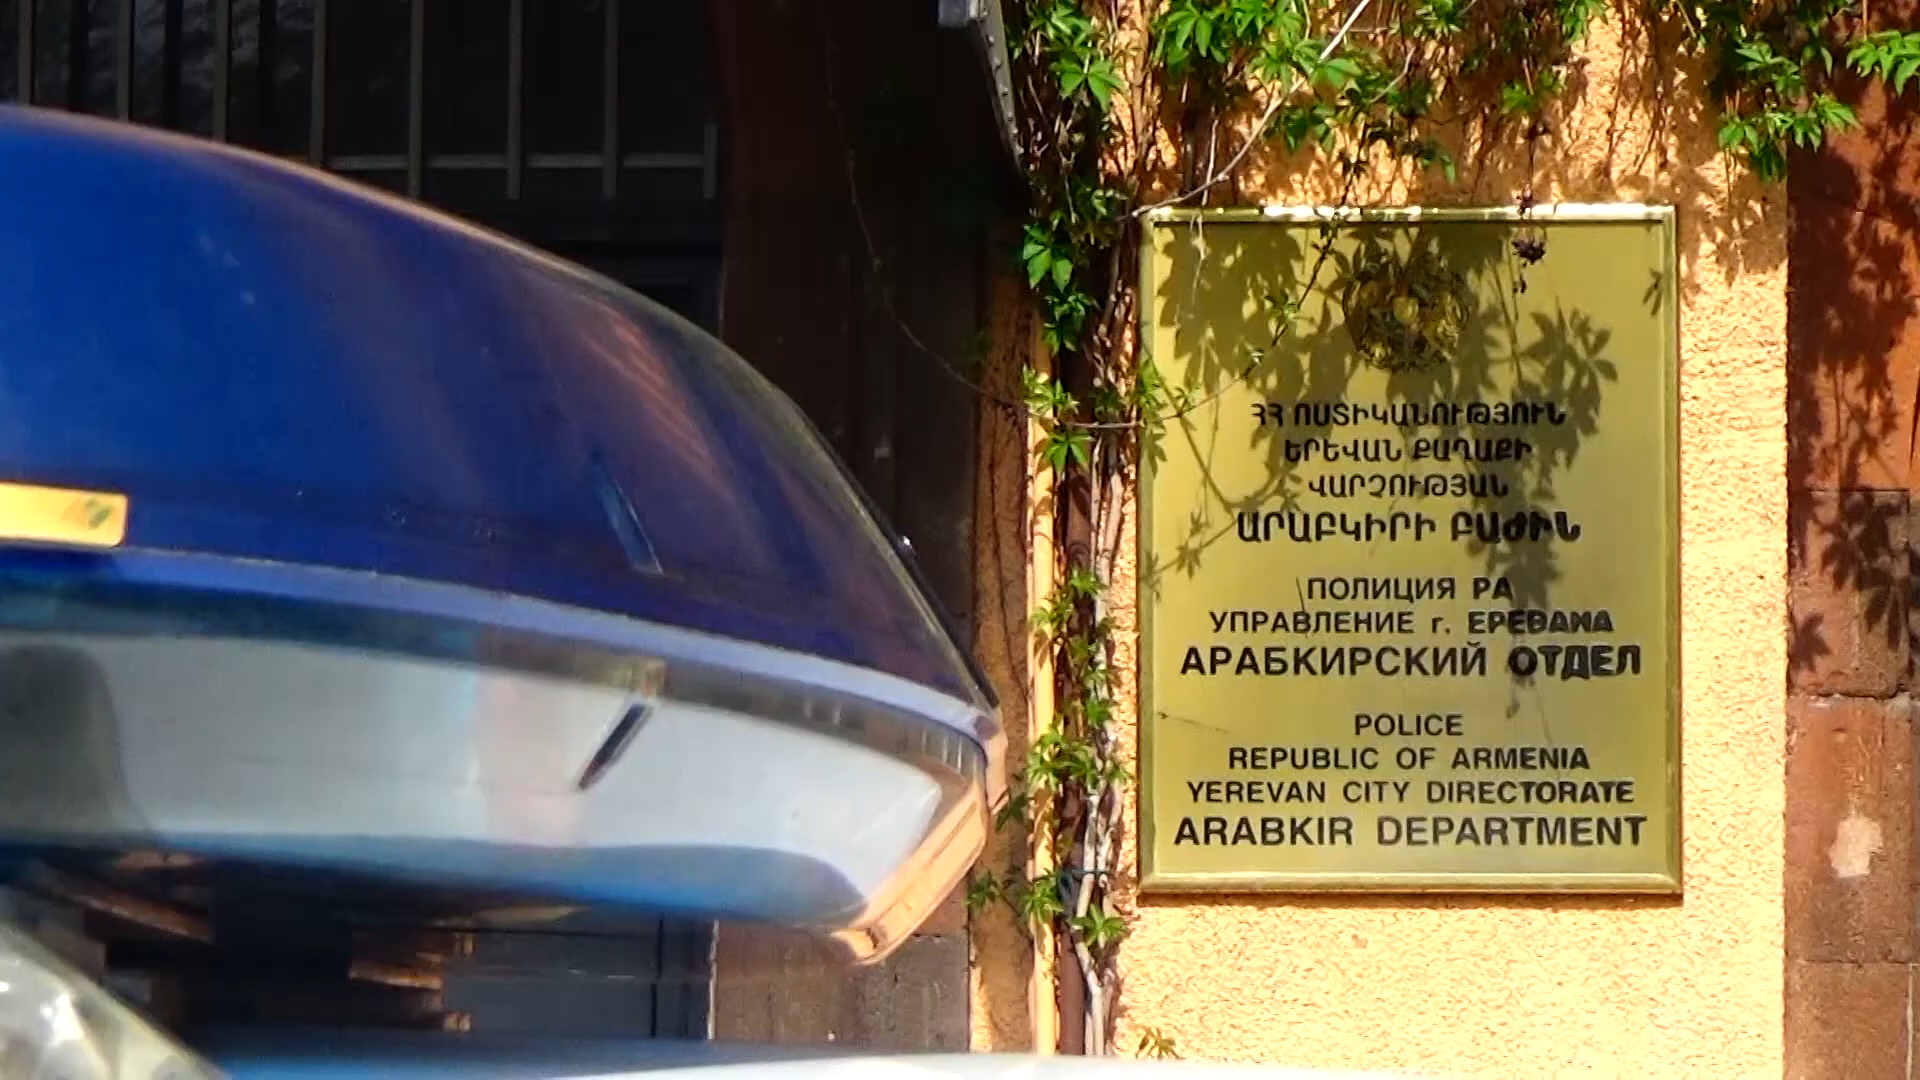 ՀՀ ՈՍՏԻԿԱՆՈՒԹՅՈՒՆ
ԵՐԵՎԱՆ ՔԱՂԱՔԻ
ՎԱՐՉՈՒԹՅԱՆ
ԱՐԱԲԿԻՐԻ ԲԱԺԻՆ
ПОЛИЦИЯ РА
УПРАВЛЕНИЕ г. ЕРЕВАНА
АРАБКИРСКИЙ ОТДЕЛ
POLICE
REPUBLIC OF ARMENIA
YEREVAN CITY DIRECTORATE
ARABKIR DEPARTMENT